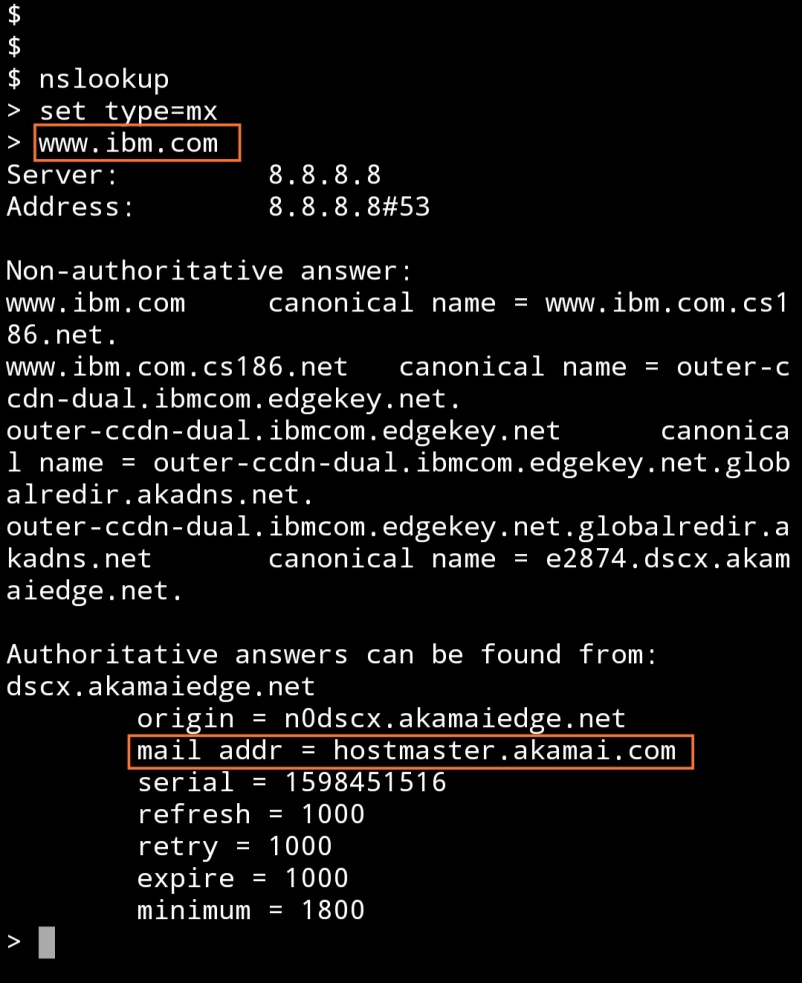 $
$
$ nslookup
> set type=mx
> www.ibm.com
Server:         8.8.8.8
Address:        8.8.8.8#53

Non-authoritative answer:
www.ibm.com     canonical name = www.ibm.com.cs1
86.net.
www.ibm.com.cs186.net   canonical name = outer-c
cdn-dual.ibmcom.edgekey.net.
outer-ccdn-dual.ibmcom.edgekey.net      canonica
l name = outer-ccdn-dual.ibmcom.edgekey.net.glob
alredir.akadns.net.
outer-ccdn-dual.ibmcom.edgekey.net.globalredir.a
kadns.net       canonical name = e2874.dscx.akam
aiedge.net.

Authoritative answers can be found from:
dscx.akamaiedge.net
        origin = n0dscx.akamaiedge.net
        mail addr = hostmaster.akamai.com
        serial = 1598451516
        refresh = 1000
        retry = 1000
        expire = 1000
        minimum = 1800
>